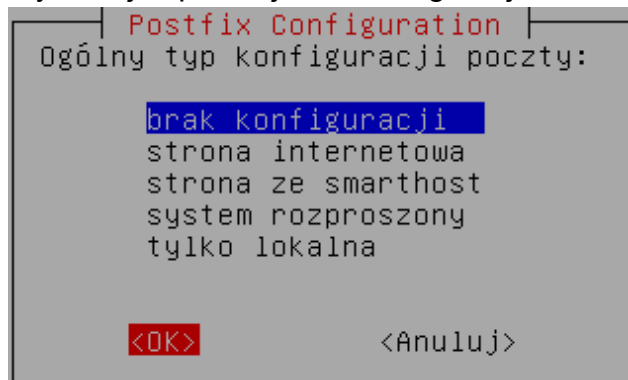 Postfix Configuration
Ogólny typ konfiguracji poczty:
brak konfiguracji
strona internetowa
strona ze smarthost
system rozproszony
tylko lokalna
<OK> <Anuluj>